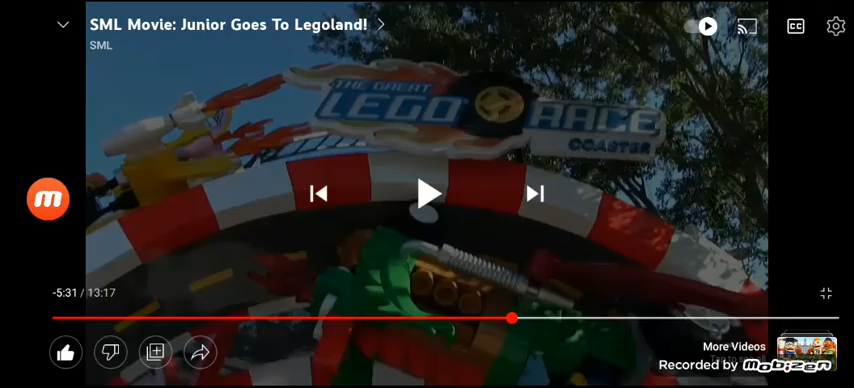 SML Movie: Junior Goes To Legoland!
SML
CC
THE GREAT
LEGO RACE
COASTER
m
-5:31 / 13:17
More Videos
Recorded by Mobizen